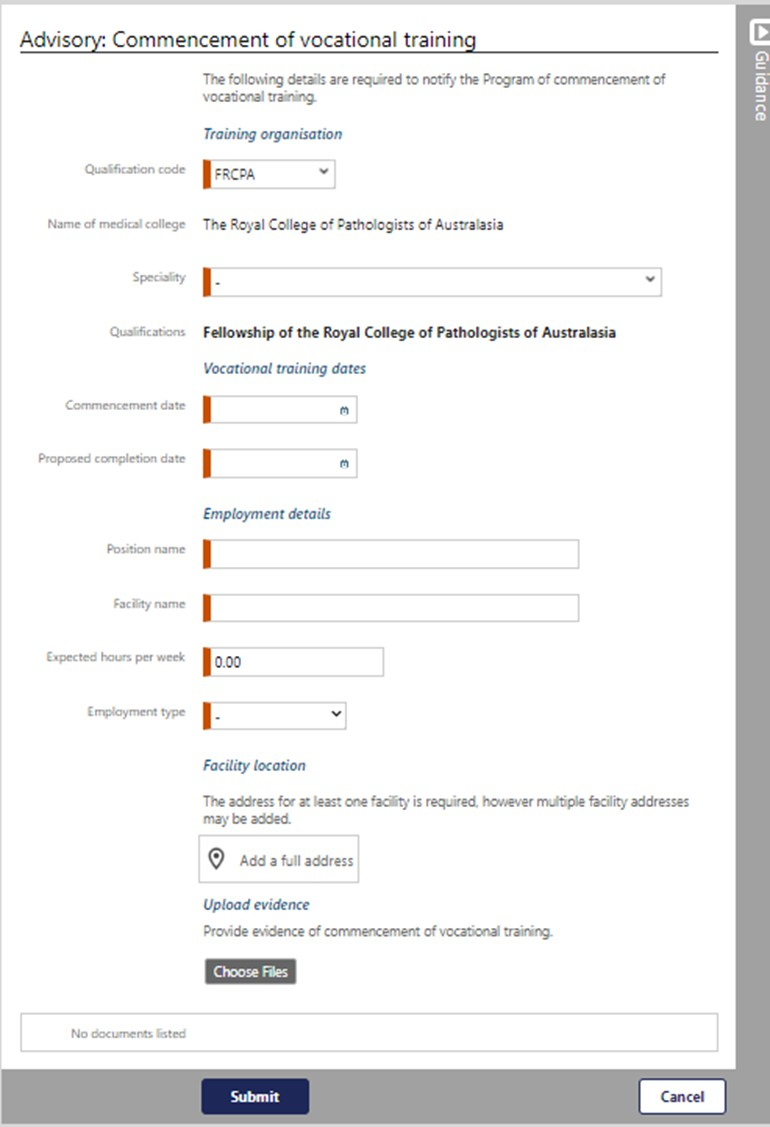 Advisory: Commencement of vocational training
Guidance
The following details are required to notify the Program of commencement of
vocational training.
Training organisation
Qualification code FRCPA
Name of medical college The Royal College of Pathologists of Australasia
Speciality -
Qualifications Fellowship of the Royal College of Pathologists of Australasia
Vocational training dates
Commencement date
Proposed completion date
Employment details
Position name
Facility name
Expected hours per week 0.00
Employment type -
Facility location
The address for at least one facility is required, however multiple facility addresses
may be added.
Add a full address
Upload evidence
Provide evidence of commencement of vocational training.
Choose Files
No documents listed
Submit Cancel